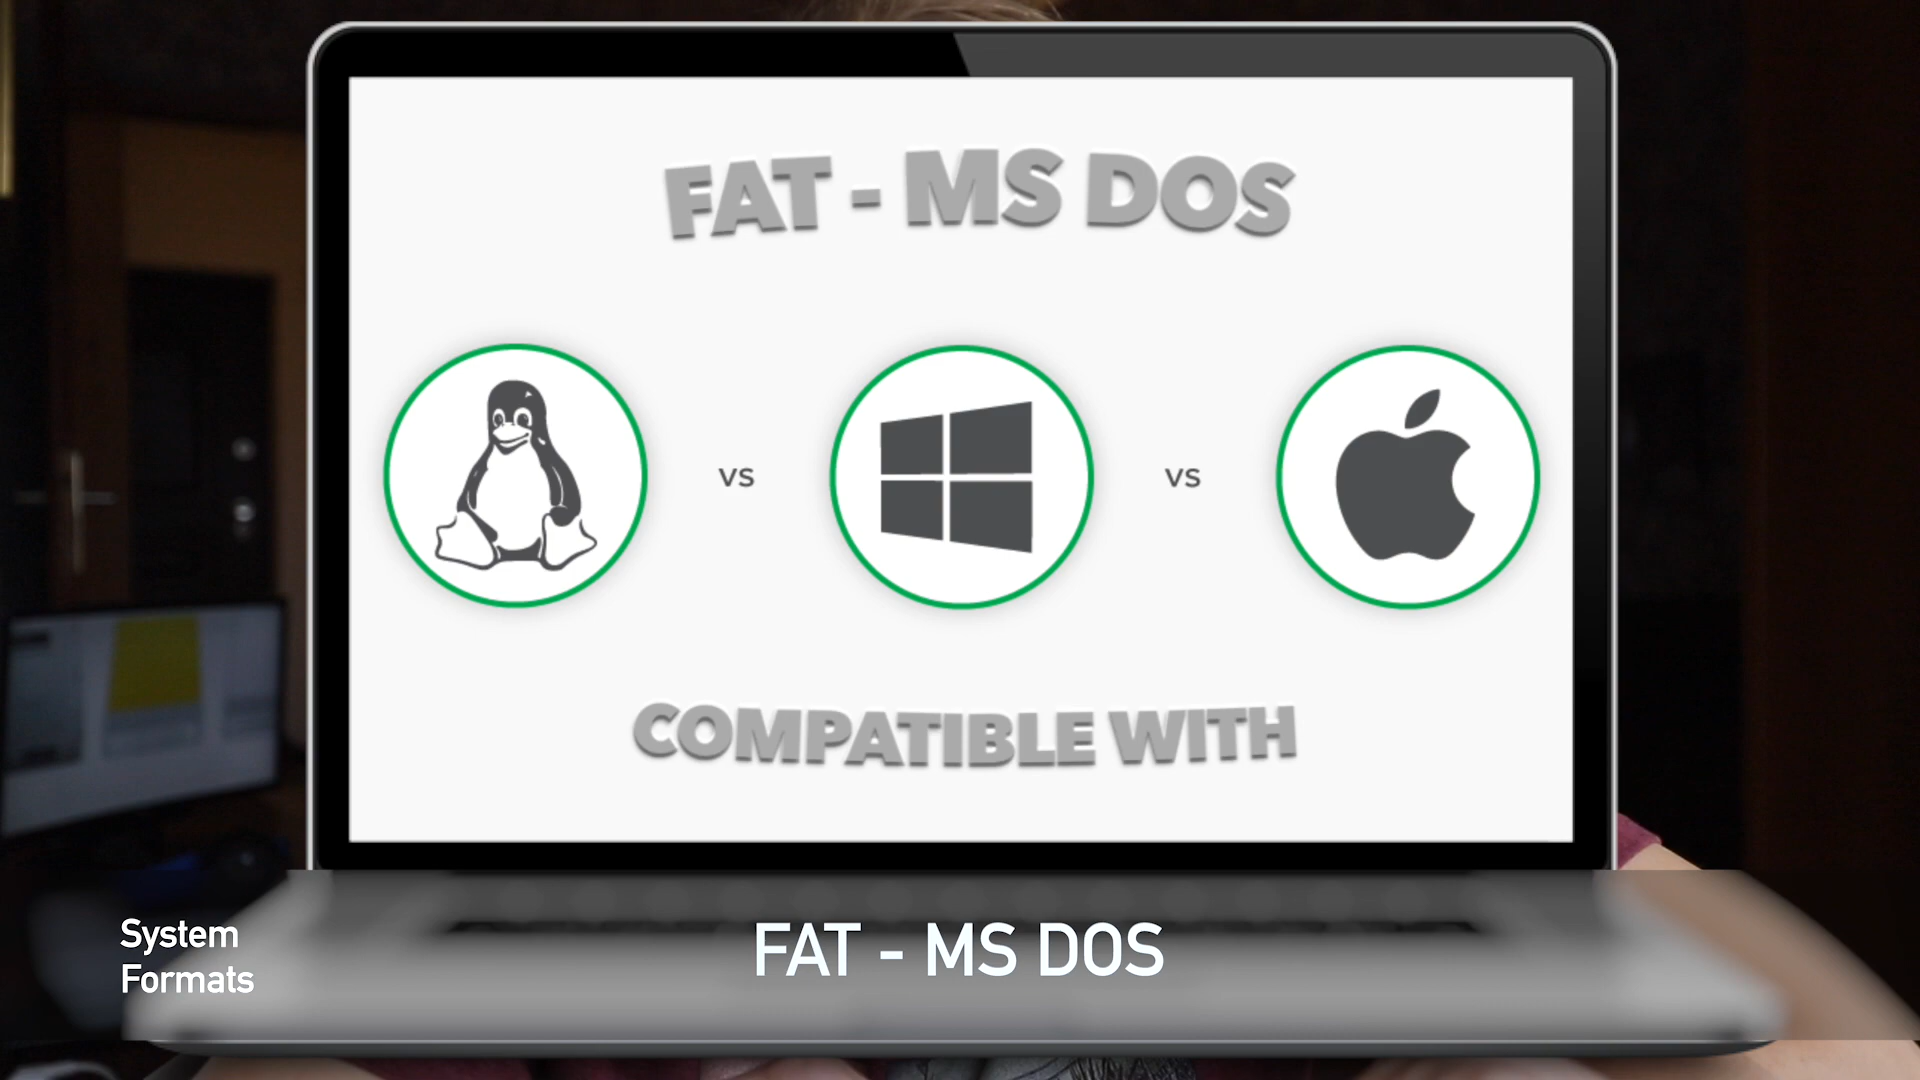 FAT - MS DOS
VS
VS
COMPATIBLE WITH
System
Formats
FAT - MS DOS